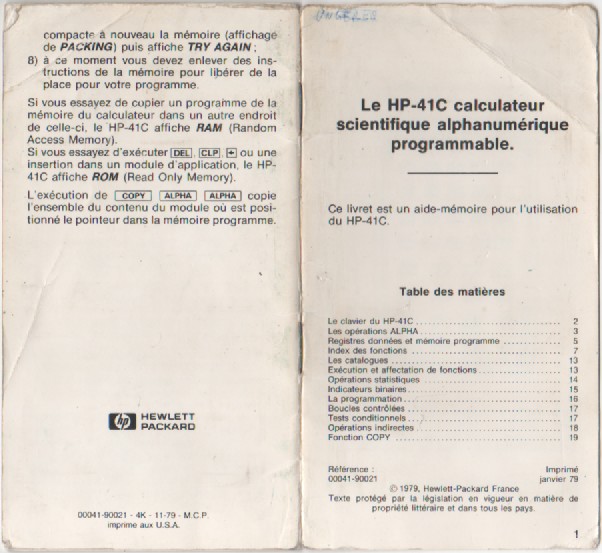 compacte à nouveau la mémoire (affichage
de PACKING) puis affiche TRY AGAIN ;
8) à ce moment vous devez enlever des ins-
tructions de la mémoire pour libérer de la
place pour votre programme.
Si vous essayez de copier un programme de la
mémoire du calculateur dans un autre endroit
de celle-ci, le HP-41C affiche RAM (Random
Access Memory).
Si vous essayez d'exécuter DEL, CLP, ← ou une
insertion dans un module d'application, le HP-
41C affiche ROM (Read Only Memory).
L'exécution de COPY ALPHA ALPHA copie
l'ensemble du contenu du module où est posi-
tionné le pointeur dans la mémoire programme.
hp HEWLETT
PACKARD
00041-90021 - 4K - 11-79 - M.C.P
imprime aux U.S.A.
Le HP-41C calculateur
scientifique alphanumérique
programmable.
Ce livret est un aide-mémoire pour l'utilisation
du HP-41C.
Table des matières
Le clavier du HP-41C .......... 2
Les opérations ALPHA .......... 3
Registres données et mémoire programme .......... 5
Index des fonctions .......... 7
Les catalogues .......... 13
Exécution et affectation de fonctions .......... 13
Opérations statistiques .......... 14
Indicateurs binaires .......... 15
La programmation .......... 16
Boucles contrôlées .......... 17
Tests conditionnels .......... 17
Opérations indirectes .......... 18
Fonction COPY .......... 19
Référence : Imprimé
00041-90021 janvier 79
© 1979, Hewlett-Packard France
Texte protégé par la législation en vigueur en matière de
propriété littéraire et dans tous les pays.
1